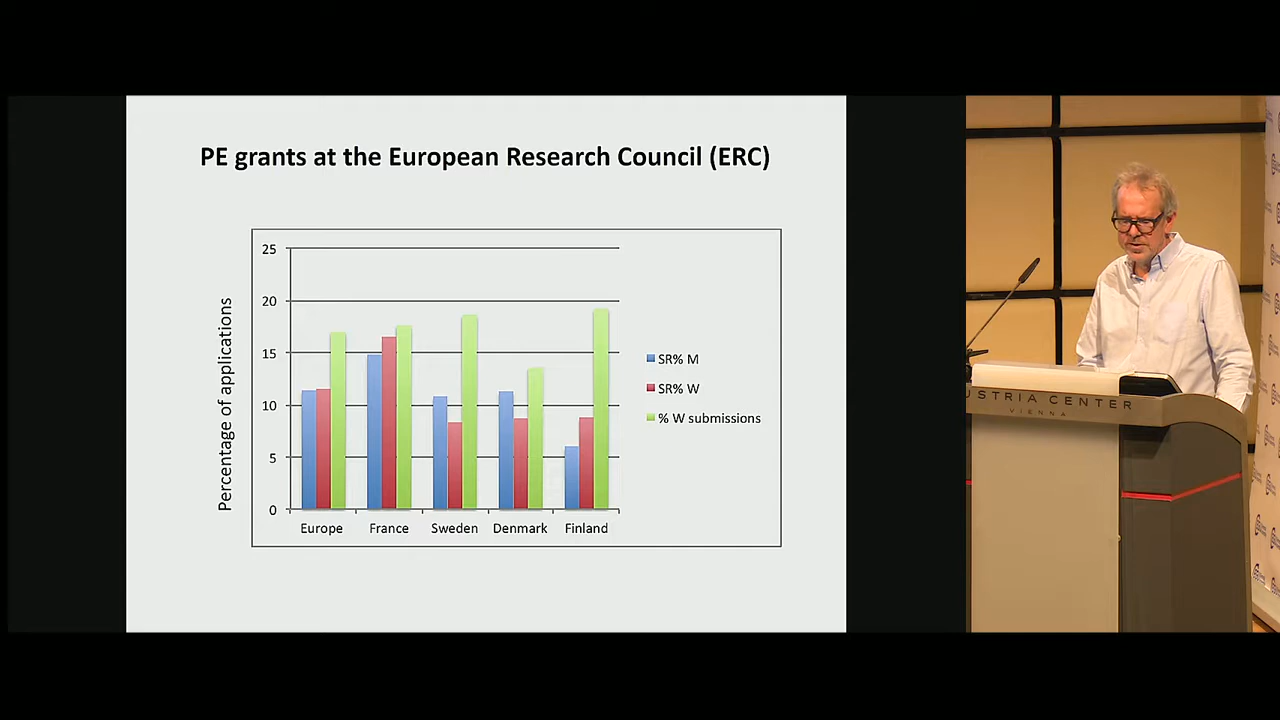 PE grants at the European Research Council (ERC)
Percentage of applications
25
20
15
10
5
0
Europe
France
Sweden
Denmark
Finland
SR% M
SR% W
% W submissions
USTRIA CENTER
VIENNA